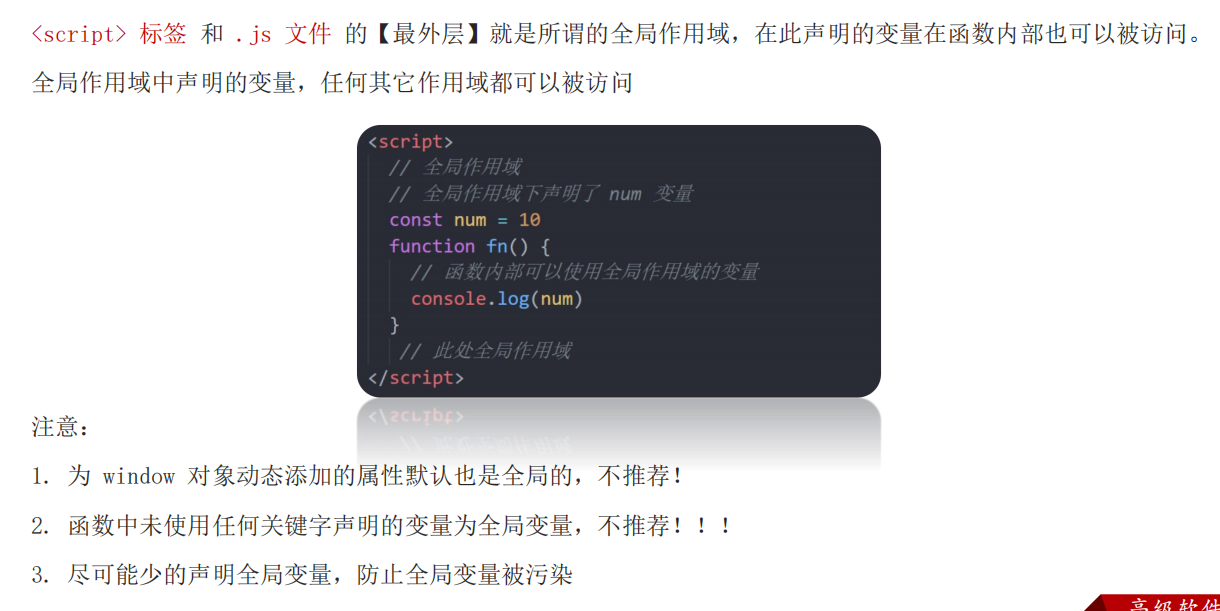 <script> 标签 和 .js 文件 的【最外层】就是所谓的全局作用域，在此声明的变量在函数内部也可以被访问。
全局作用域中声明的变量，任何其它作用域都可以被访问
<script>
// 全局作用域
// 全局作用域下声明了 num 变量
const num = 10
function fn() {
// 函数内部可以使用全局作用域的变量
console.log(num)
}
// 此处全局作用域
</script>
注意：
1. 为 window 对象动态添加的属性默认也是全局的，不推荐！
2. 函数中未使用任何关键字声明的变量为全局变量，不推荐！！！
3. 尽可能少的声明全局变量，防止全局变量被污染
高级软件